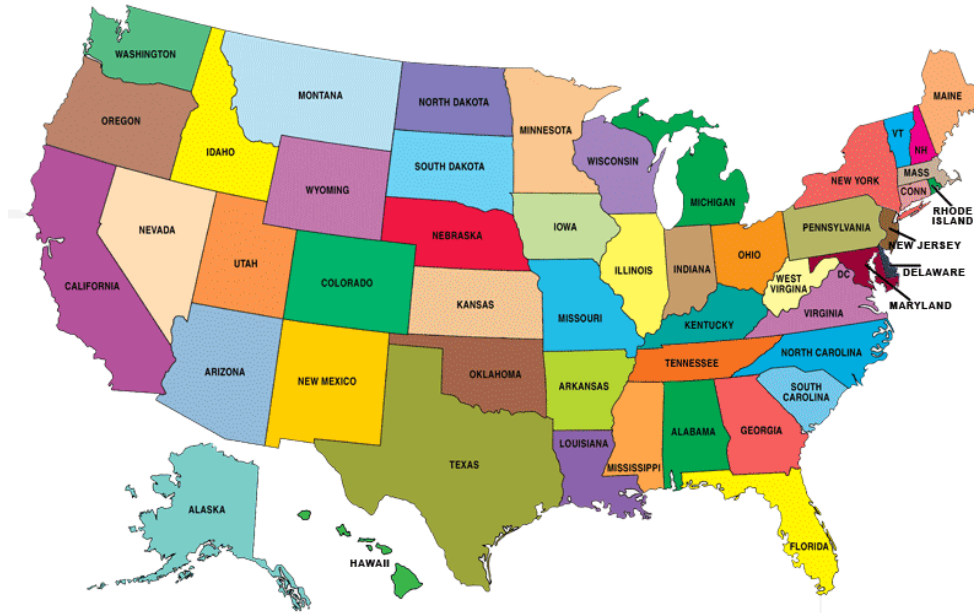 WASHINGTON
MONTANA
NORTH DAKOTA
MINNESOTA
MAINE
OREGON
IDAHO
WISCONSIN
VT
NH
SOUTH DAKOTA
MASS
WYOMING
MICHIGAN
NEW YORK
CONN
RHODE
ISLAND
NEVADA
NEBRASKA
IOWA
PENNSYLVANIA
NEW JERSEY
UTAH
ILLINOIS
INDIANA
OHIO
DELAWARE
CALIFORNIA
COLORADO
WEST
VIRGINA
DC
KANSAS
MARYLAND
MISSOURI
VIRGINIA
KENTUCKY
NORTH CAROLINA
ARIZONA
NEW MEXICO
OKLAHOMA
TENNESSEE
ARKANSAS
SOUTH
CAROLINA
ALABAMA
GEORGIA
LOUISIANA
TEXAS
MISSISSIPPI
ALASKA
FLORIDA
HAWAII